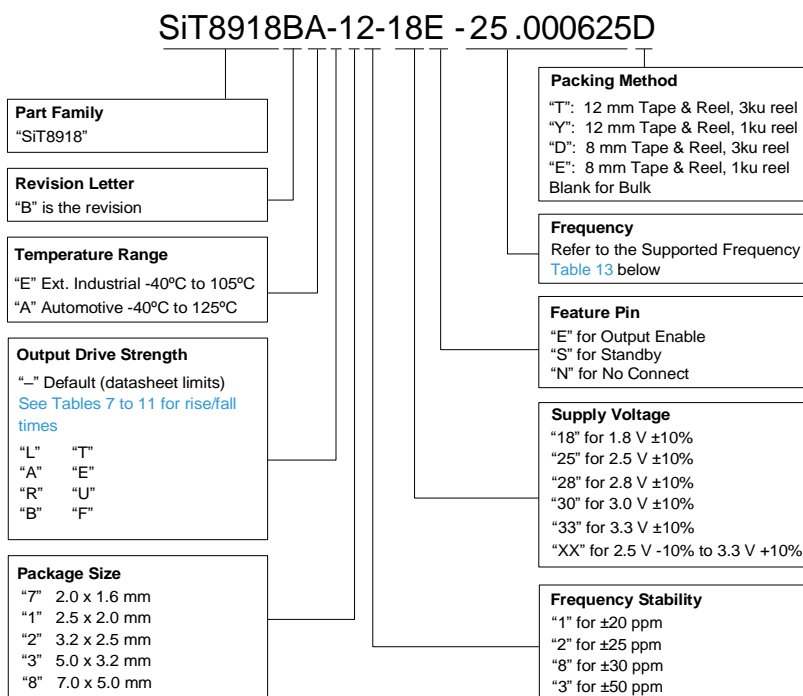 SiT8918BA-12-18E -25.000625D
Part Family
“SiT8918”
Revision Letter
“B” is the revision
Temperature Range
“E” Ext. Industrial -40ºC to 105ºC
“A” Automotive -40ºC to 125ºC
Output Drive Strength
“–” Default (datasheet limits)
See Tables 7 to 11 for rise/fall
times
“L” “T”
“A” “E”
“R” “U”
“B” “F”
Package Size
“7” 2.0 x 1.6 mm
“1” 2.5 x 2.0 mm
“2” 3.2 x 2.5 mm
“3” 5.0 x 3.2 mm
“8” 7.0 x 5.0 mm
Packing Method
“T”: 12 mm Tape & Reel, 3ku reel
“Y”: 12 mm Tape & Reel, 1ku reel
“D”: 8 mm Tape & Reel, 3ku reel
“E”: 8 mm Tape & Reel, 1ku reel
Blank for Bulk
Frequency
Refer to the Supported Frequency
Table 13 below
Feature Pin
“E” for Output Enable
“S” for Standby
“N” for No Connect
Supply Voltage
“18” for 1.8 V ±10%
“25” for 2.5 V ±10%
“28” for 2.8 V ±10%
“30” for 3.0 V ±10%
“33” for 3.3 V ±10%
“XX” for 2.5 V -10% to 3.3 V +10%
Frequency Stability
“1” for ±20 ppm
“2” for ±25 ppm
“8” for ±30 ppm
“3” for ±50 ppm